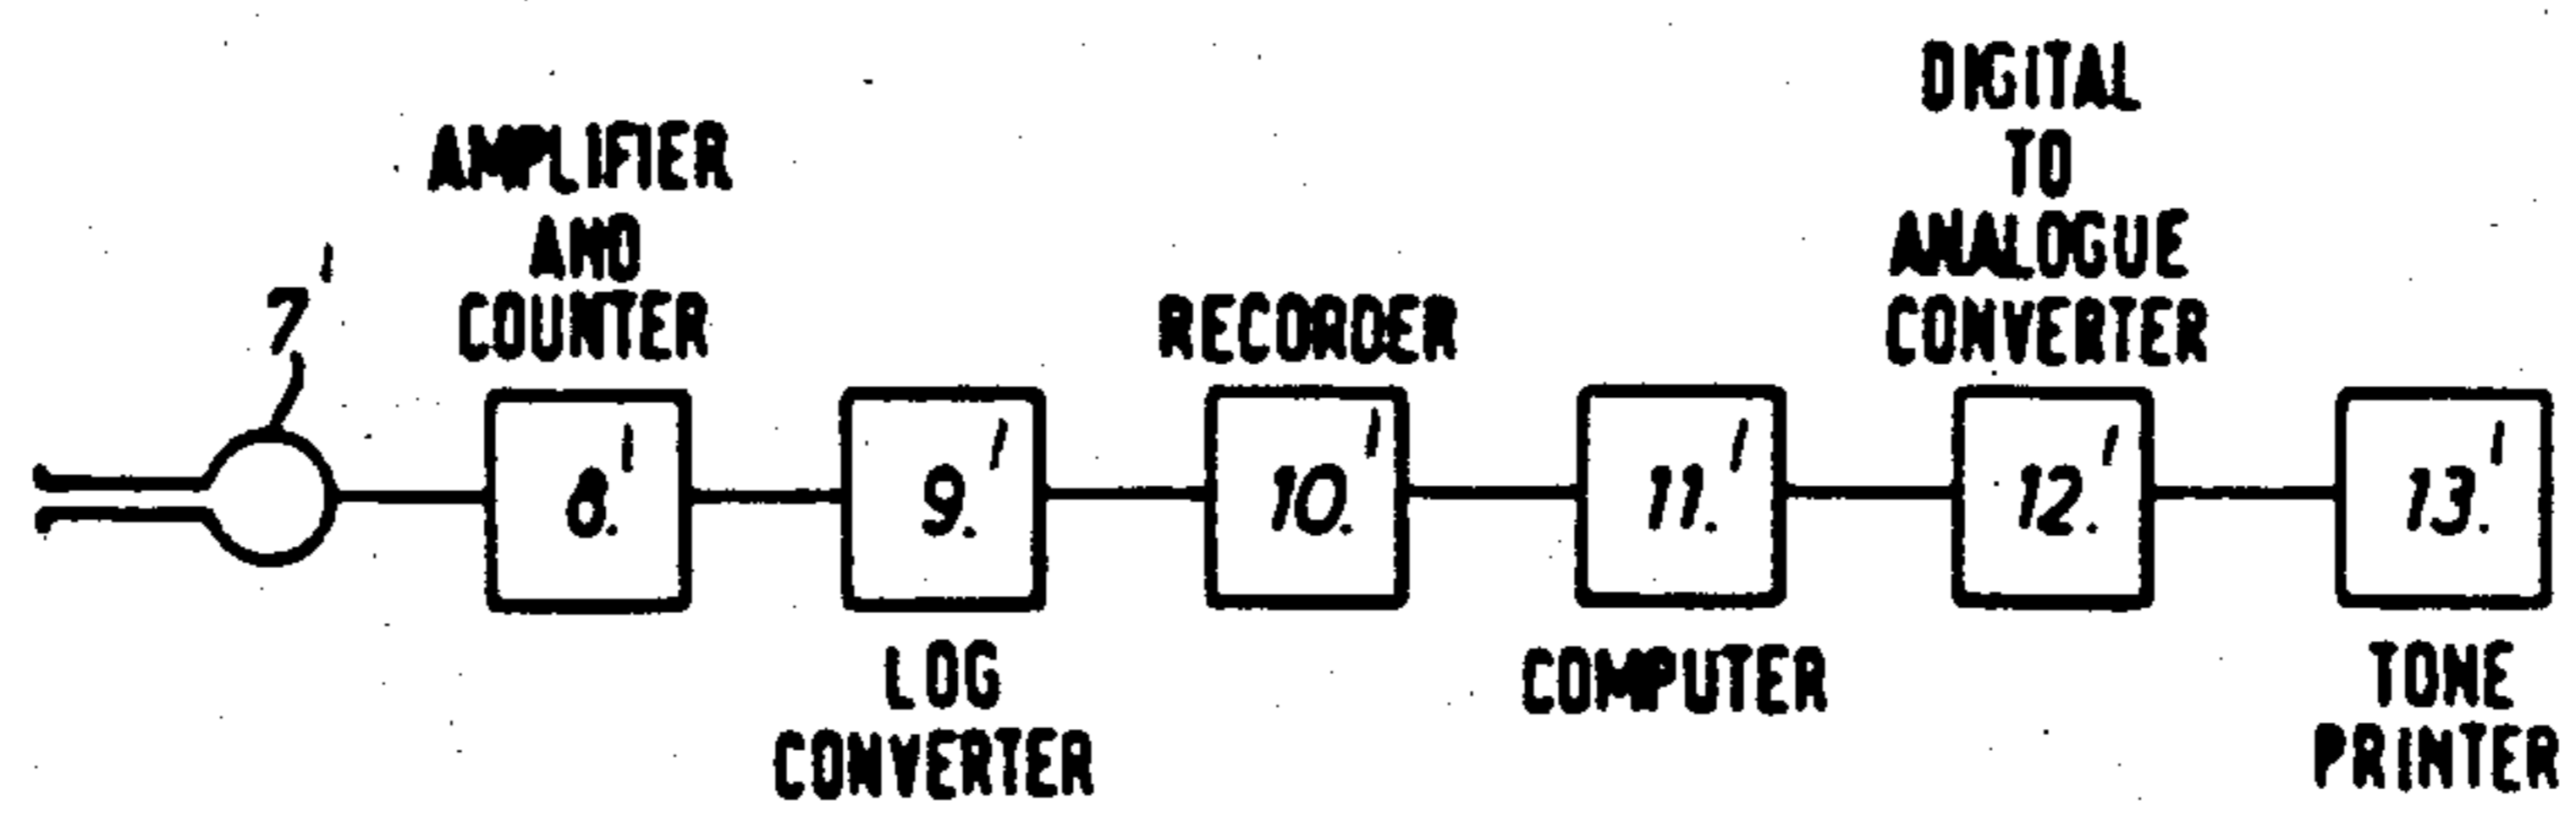 7'
AMPLIFIER
AND
COUNTER
8.'
9.'
LOG
CONVERTER
RECORDER
10.'
11.'
COMPUTER
DIGITAL
TO
ANALOGUE
CONVERTER
12.'
13.'
TONE
PRINTER